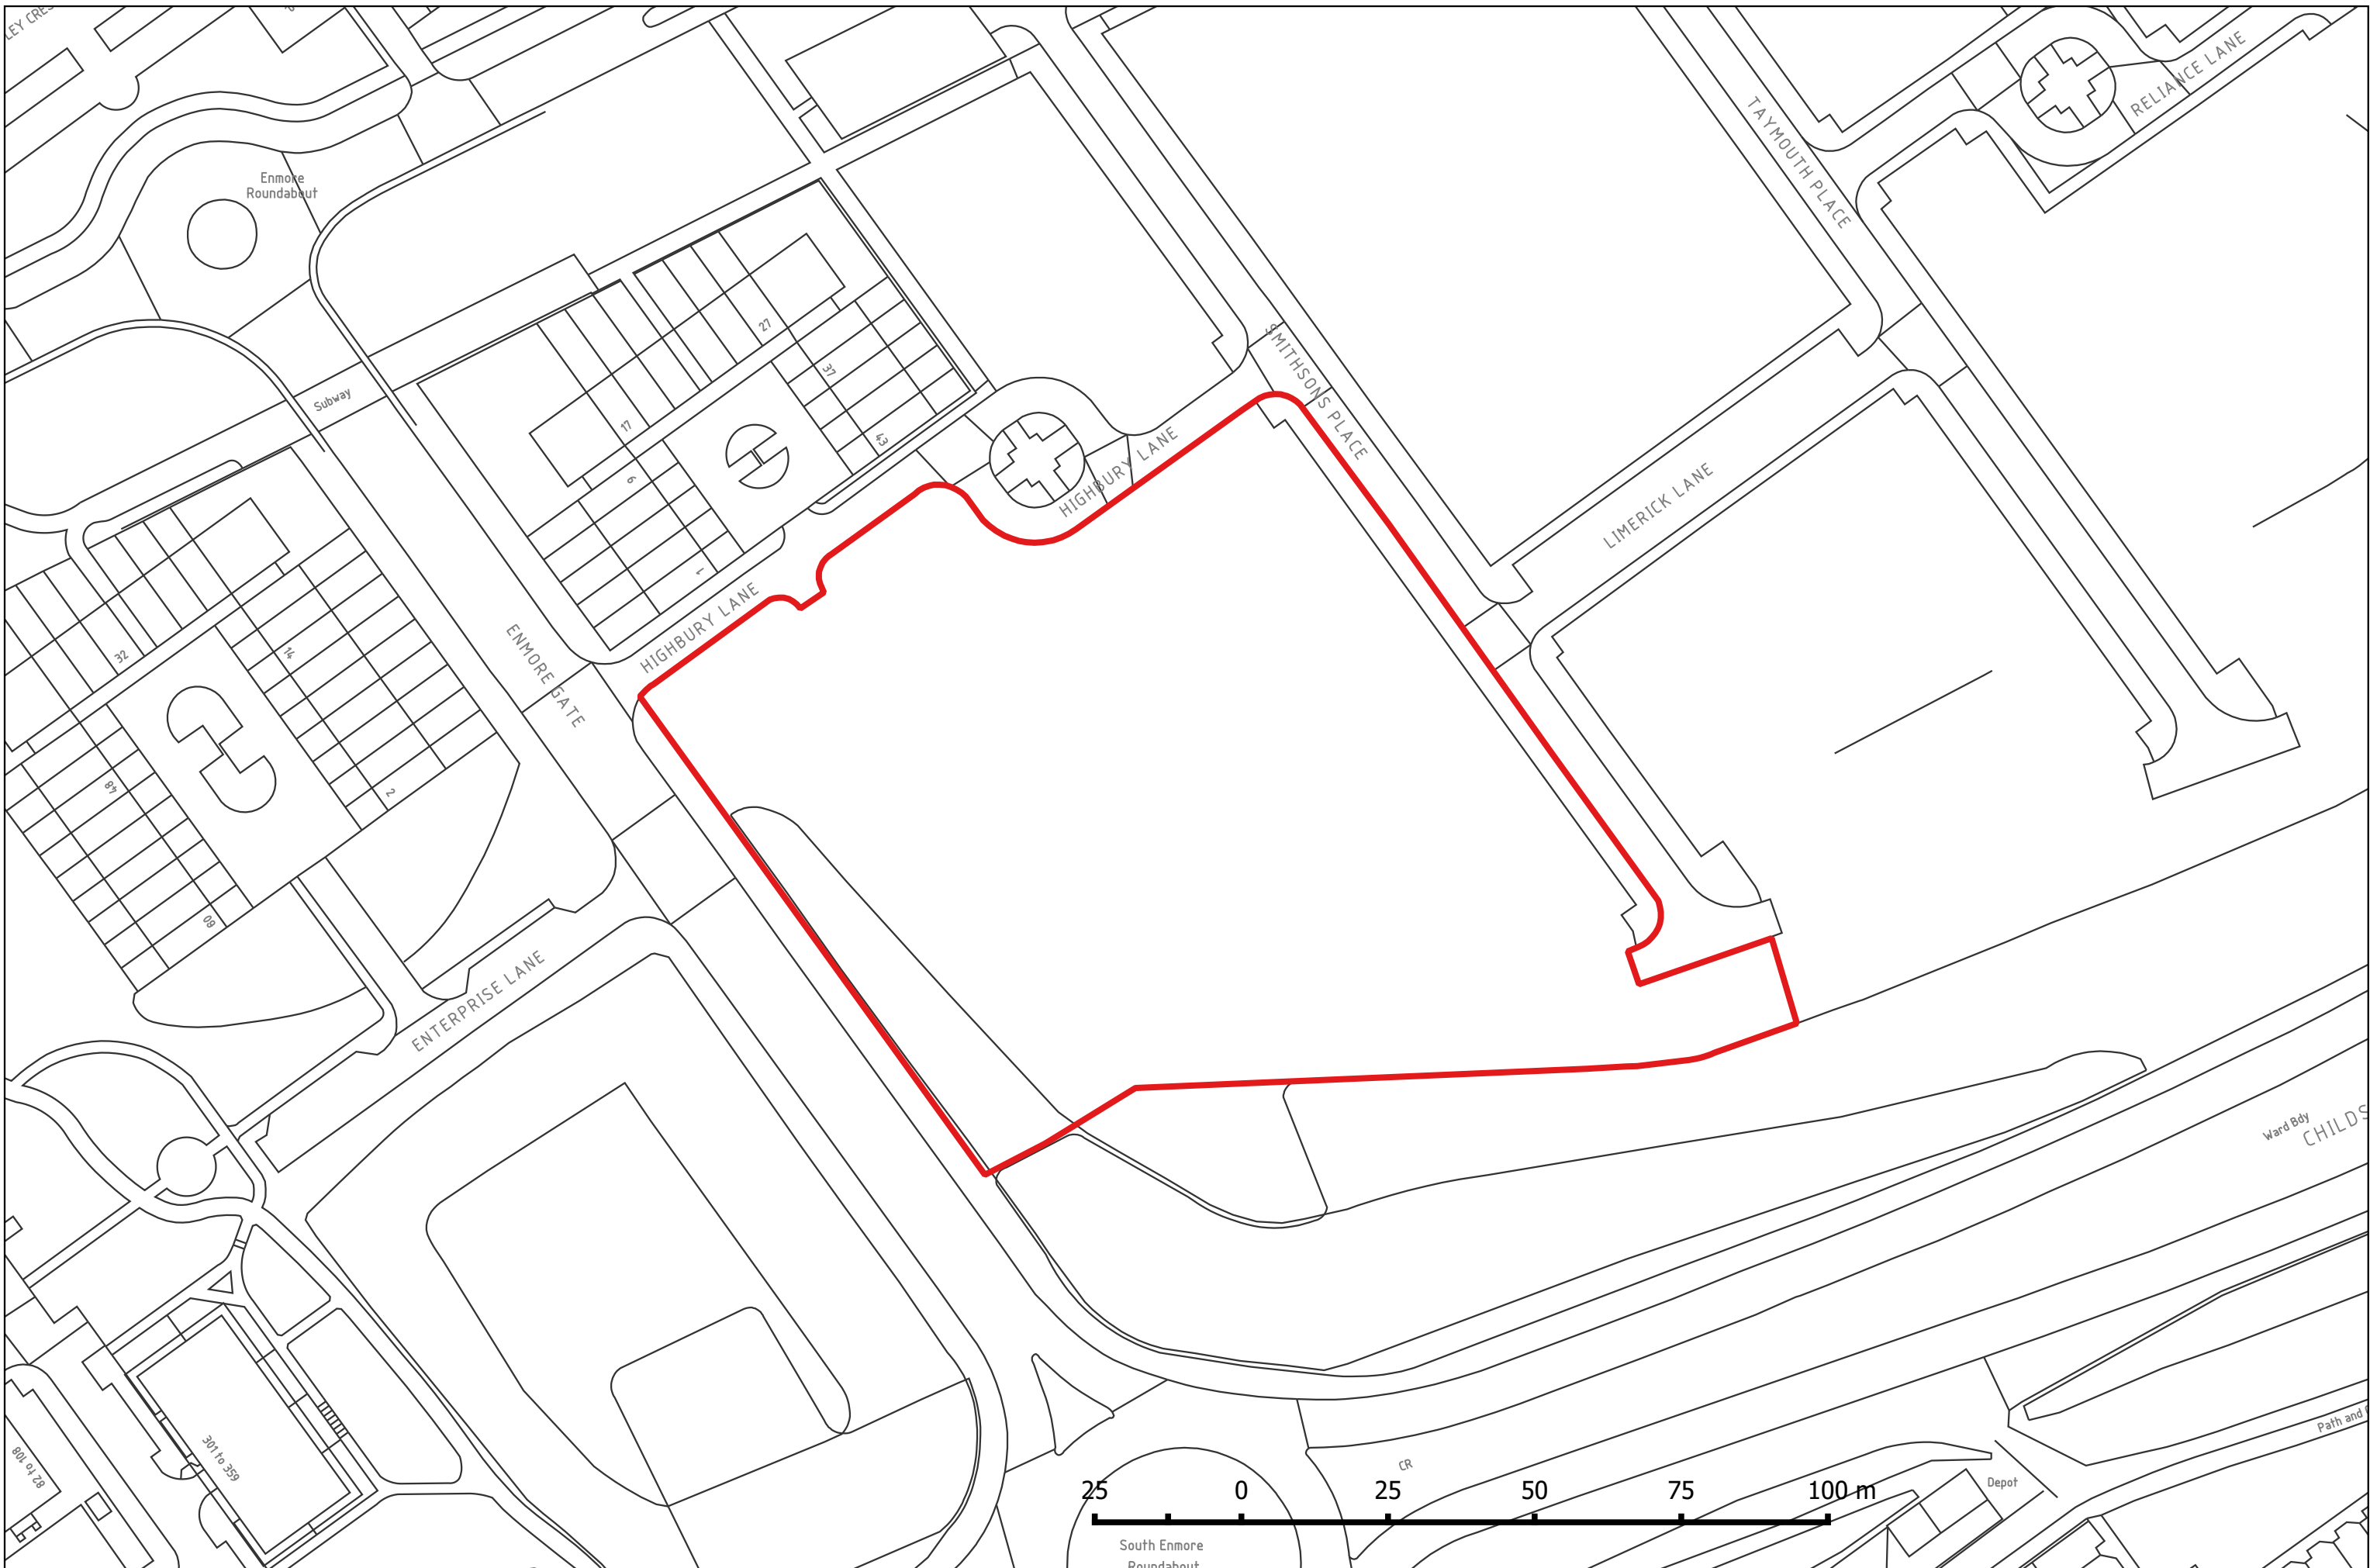 RELIANCE LANE
TAYMOUTH PLACE
Enmore
Roundabout
SMITHSONS PLACE
27
37
Subway
17
43
HIGHBURY LANE
6
LIMERICK LANE
1
HIGHBURY LANE
ENMORE GATE
32
14
48
2
60
ENTERPRISE LANE
Ward Bdy
CHILDS
301 to 359
82 to 108
CR
Path and
Depot
25 0 25 50 75 100 m
South Enmore
Roundabout